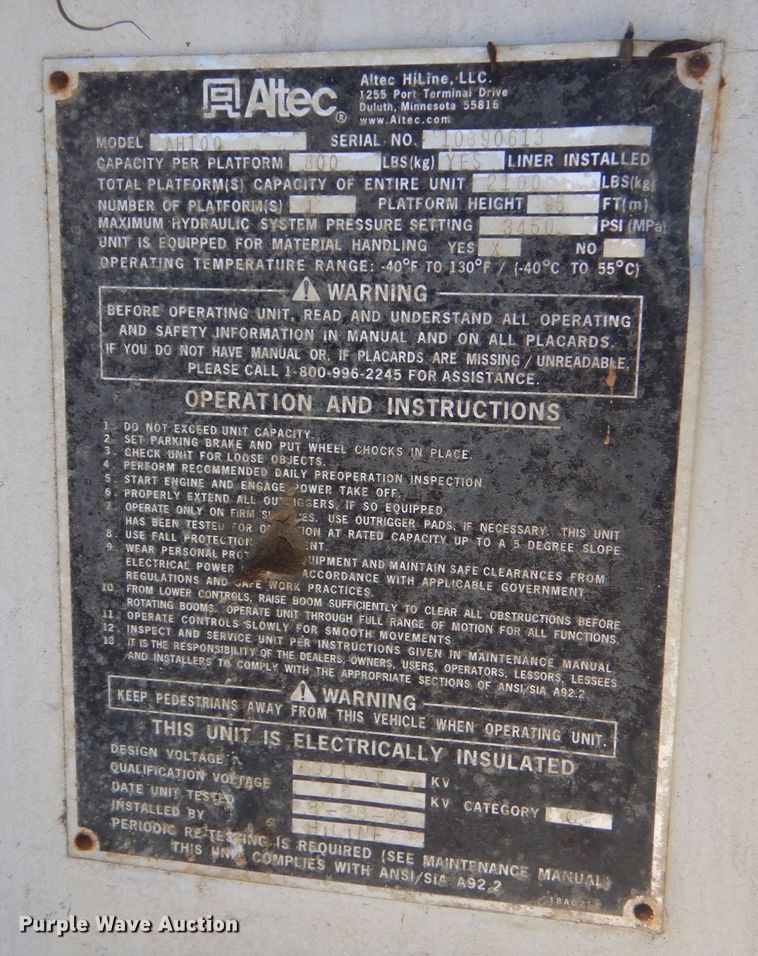 Altec®
Altec HiLine, LLC.
1255 Port Terminal Drive
Duluth, Minnesota 55816
www.Altec.com
MODEL AH100 SERIAL NO. 10390613
CAPACITY PER PLATFORM 800 LBS(kg) YES LINER INSTALLED
TOTAL PLATFORM(S) CAPACITY OF ENTIRE UNIT 2100 LBS(kg)
NUMBER OF PLATFORM(S) 1 PLATFORM HEIGHT 95 FT(m)
MAXIMUM HYDRAULIC SYSTEM PRESSURE SETTING 3450 PSI (MPa)
UNIT IS EQUIPPED FOR MATERIAL HANDLING YES X NO
OPERATING TEMPERATURE RANGE: -40°F TO 130°F / (-40°C TO 55°C)
WARNING
BEFORE OPERATING UNIT, READ AND UNDERSTAND ALL OPERATING
AND SAFETY INFORMATION IN MANUAL AND ON ALL PLACARDS.
IF YOU DO NOT HAVE MANUAL OR, IF PLACARDS ARE MISSING / UNREADABLE,
PLEASE CALL 1-800-996-2245 FOR ASSISTANCE.
OPERATION AND INSTRUCTIONS
1. DO NOT EXCEED UNIT CAPACITY.
2. SET PARKING BRAKE AND PUT WHEEL CHOCKS IN PLACE.
3. CHECK UNIT FOR LOOSE OBJECTS.
4. PERFORM RECOMMENDED DAILY PREOPERATION INSPECTION.
5. START ENGINE AND ENGAGE POWER TAKE OFF.
6. PROPERLY EXTEND ALL OUTRIGGERS, IF SO EQUIPPED.
7. OPERATE ONLY ON FIRM USE OUTRIGGER PADS, IF NECESSARY. THIS UNIT
HAS BEEN TESTED FOR AT RATED CAPACITY UP TO A 5 DEGREE SLOPE
8. USE FALL PROTECTION
9. WEAR PERSONAL EQUIPMENT AND MAINTAIN SAFE CLEARANCES FROM
ELECTRICAL POWER ACCORDANCE WITH APPLICABLE GOVERNMENT
REGULATIONS AND SAFE WORK PRACTICES.
10. FROM LOWER CONTROLS, RAISE BOOM SUFFICIENTLY TO CLEAR ALL OBSTRUCTIONS BEFORE
ROTATING BOOMS. OPERATE UNIT THROUGH FULL RANGE OF MOTION FOR ALL FUNCTIONS.
11. OPERATE CONTROLS SLOWLY FOR SMOOTH MOVEMENTS
12. INSPECT AND SERVICE UNIT PER INSTRUCTIONS GIVEN IN MAINTENANCE MANUAL
13. IT IS THE RESPONSIBILITY OF THE DEALERS, OWNERS, USERS, OPERATORS, LESSORS, LESSEES
AND INSTALLERS TO COMPLY WITH THE APPROPRIATE SECTIONS OF ANSI/SIA A92.2
WARNING
KEEP PEDESTRIANS AWAY FROM THIS VEHICLE WHEN OPERATING UNIT.
THIS UNIT IS ELECTRICALLY INSULATED
DESIGN VOLTAGE KV
QUALIFICATION VOLTAGE KV CATEGORY C
DATE UNIT TESTED
INSTALLED BY HiLINE
PERIODIC RE-TESTING IS REQUIRED (SEE MAINTENANCE MANUAL)
THIS UNIT COMPLIES WITH ANSI/SIA A92.2
Purple Wave Auction